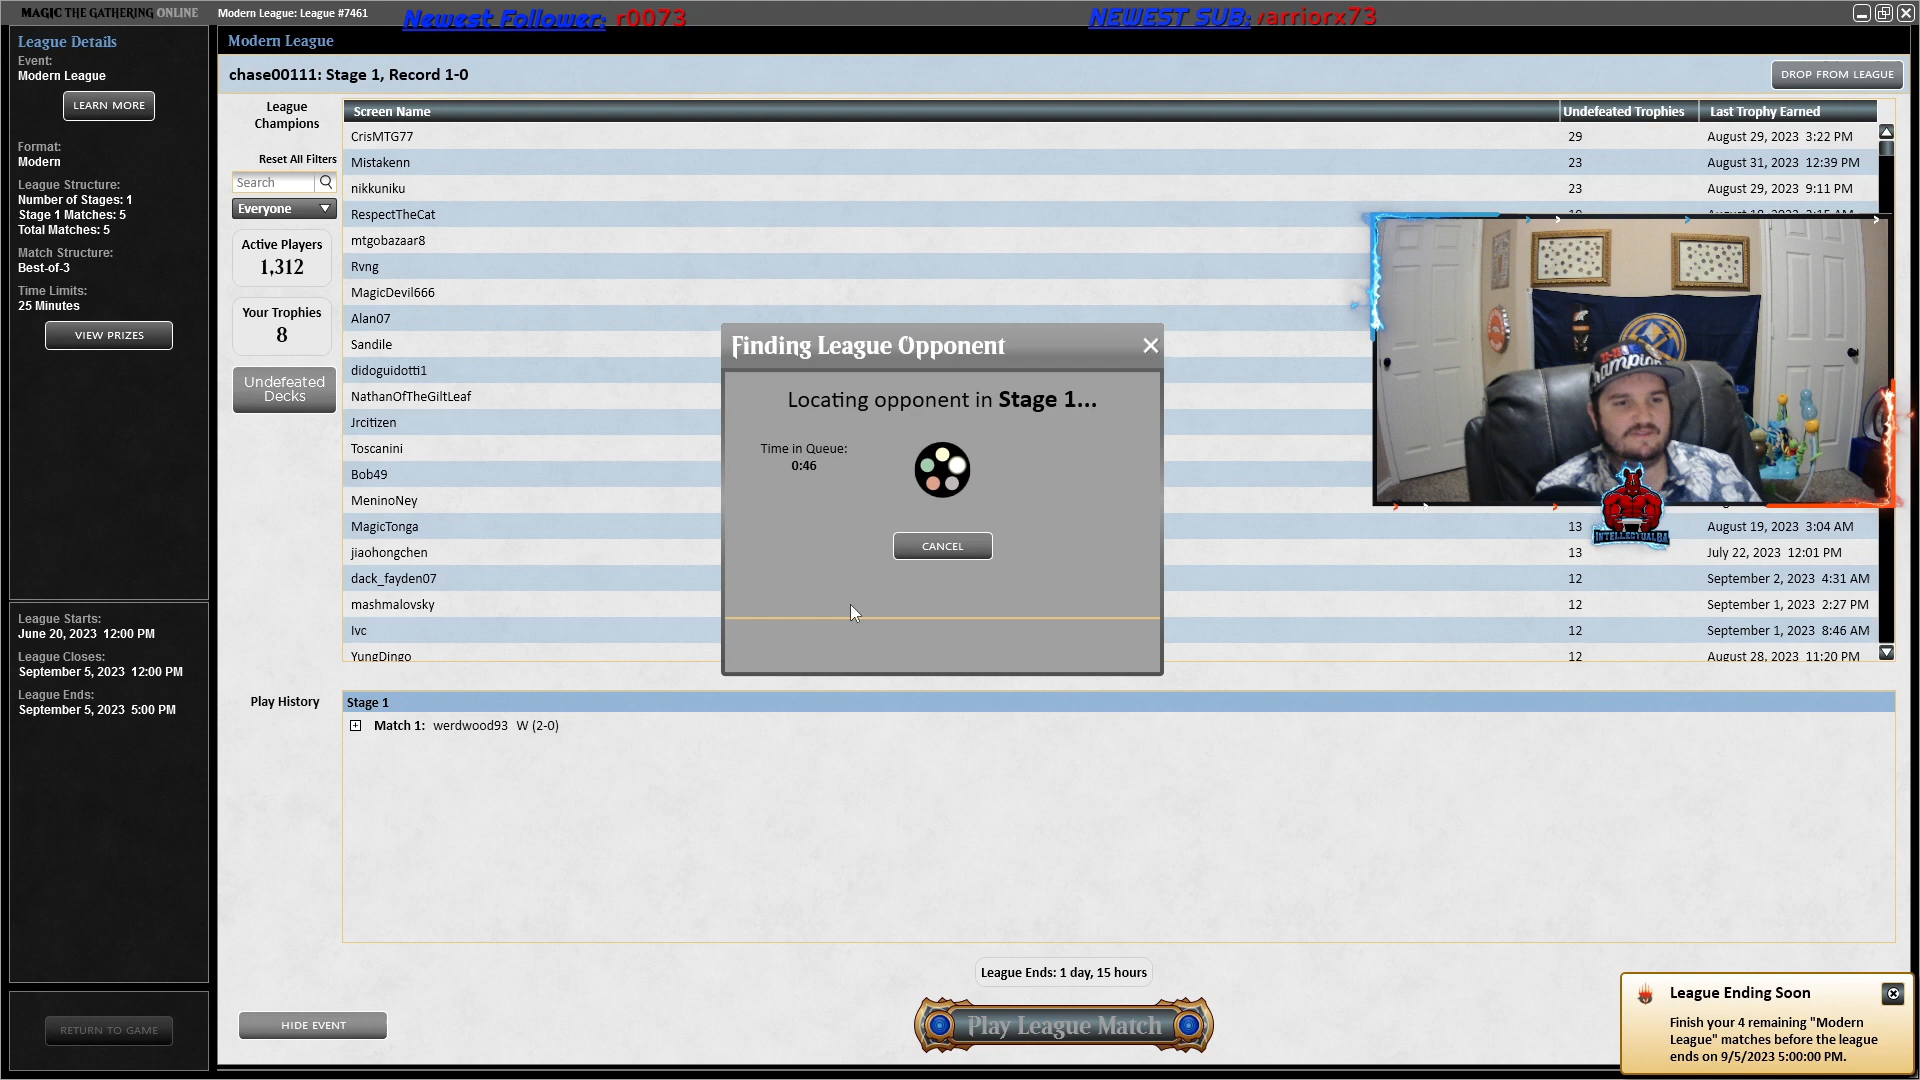 MAGIC THE GATHERING ONLINE
Modern League: League #7461
Newest Follower: r0073
NEWEST SUB: varriorx73
League Details
Event:
Modern League
LEARN MORE
Format:
Modern
League Structure:
Number of Stages: 1
Stage 1 Matches: 5
Total Matches: 5
Match Structure:
Best-of-3
Time Limits:
25 Minutes
VIEW PRIZES
League Starts:
June 20, 2023 12:00 PM
League Closes:
September 5, 2023 12:00 PM
League Ends:
September 5, 2023 5:00 PM
RETURN TO GAME
Modern League
chase00111: Stage 1, Record 1-0
DROP FROM LEAGUE
League
Champions
Reset All Filters
Search
Everyone
Active Players
1,312
Your Trophies
8
Undefeated
Decks
Screen Name Undefeated Trophies Last Trophy Earned
CrisMTG77 29 August 29, 2023 3:22 PM
Mistakenn 23 August 31, 2023 12:39 PM
nikkuniku 23 August 29, 2023 9:11 PM
RespectTheCat
mtgobazaar8
Rvng
MagicDevil666
Alan07
Sandile
didoguidotti1
NathanOfTheGiltLeaf
Jrcitizen
Toscanini
Bob49
MeninoNey
MagicTonga 13 August 19, 2023 3:04 AM
jiaohongchen 13 July 22, 2023 12:01 PM
dack_fayden07 12 September 2, 2023 4:31 AM
mashmalovsky 12 September 1, 2023 2:27 PM
lvc 12 September 1, 2023 8:46 AM
YungDingo 12 August 28, 2023 11:20 PM
Finding League Opponent
Locating opponent in Stage 1...
Time in Queue:
0:46
CANCEL
INTELLECTUALBA
Play History
Stage 1
Match 1: werdwood93 W (2-0)
League Ends: 1 day, 15 hours
HIDE EVENT
Play League Match
League Ending Soon
Finish your 4 remaining "Modern
League" matches before the league
ends on 9/5/2023 5:00:00 PM.